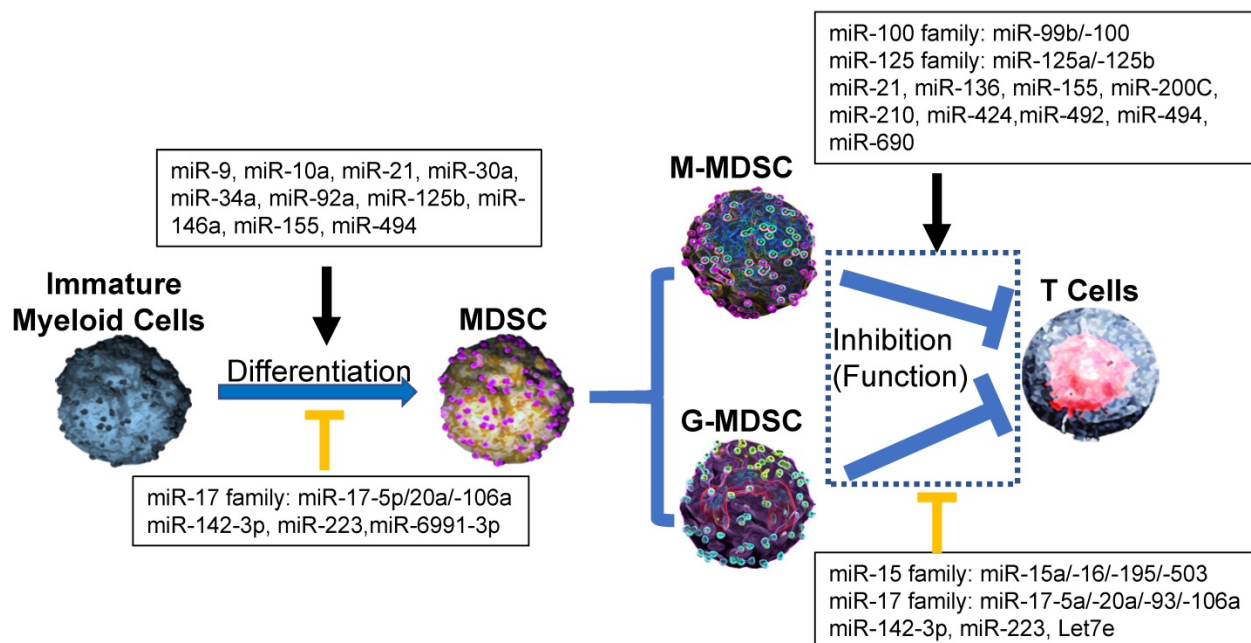 miR-100 family: miR-99b/-100
miR-125 family: miR-125a/-125b
miR-21, miR-136, miR-155, miR-200C,
miR-210, miR-424,miR-492, miR-494,
miR-690
miR-9, miR-10a, miR-21, miR-30a,
miR-34a, miR-92a, miR-125b, miR-
146a, miR-155, miR-494
M-MDSC
Immature
Myeloid Cells
MDSC
T Cells
Differentiation
Inhibition
(Function)
G-MDSC
miR-17 family: miR-17-5p/20a/-106a
miR-142-3p, miR-223,miR-6991-3p
miR-15 family: miR-15a/-16/-195/-503
miR-17 family: miR-17-5a/-20a/-93/-106a
miR-142-3p, miR-223, Let7e